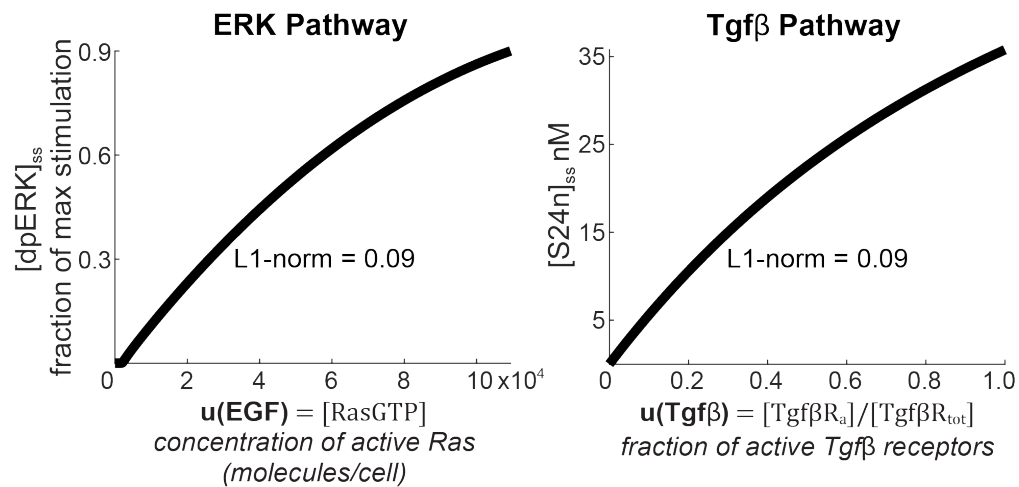 ERK Pathway
[dpERK]ss
fraction of max stimulation
0.9
0.6
0.3
L1-norm = 0.09
0 2 4 6 8 10 x10⁴
u(EGF) = [RasGTP]
concentration of active Ras
(molecules/cell)
Tgfβ Pathway
[S24n]ss nM
35
25
15
5
L1-norm = 0.09
0 0.2 0.4 0.6 0.8 1.0
u(Tgfβ) = [TgfβRa]/[TgfβRtot]
fraction of active Tgfβ receptors